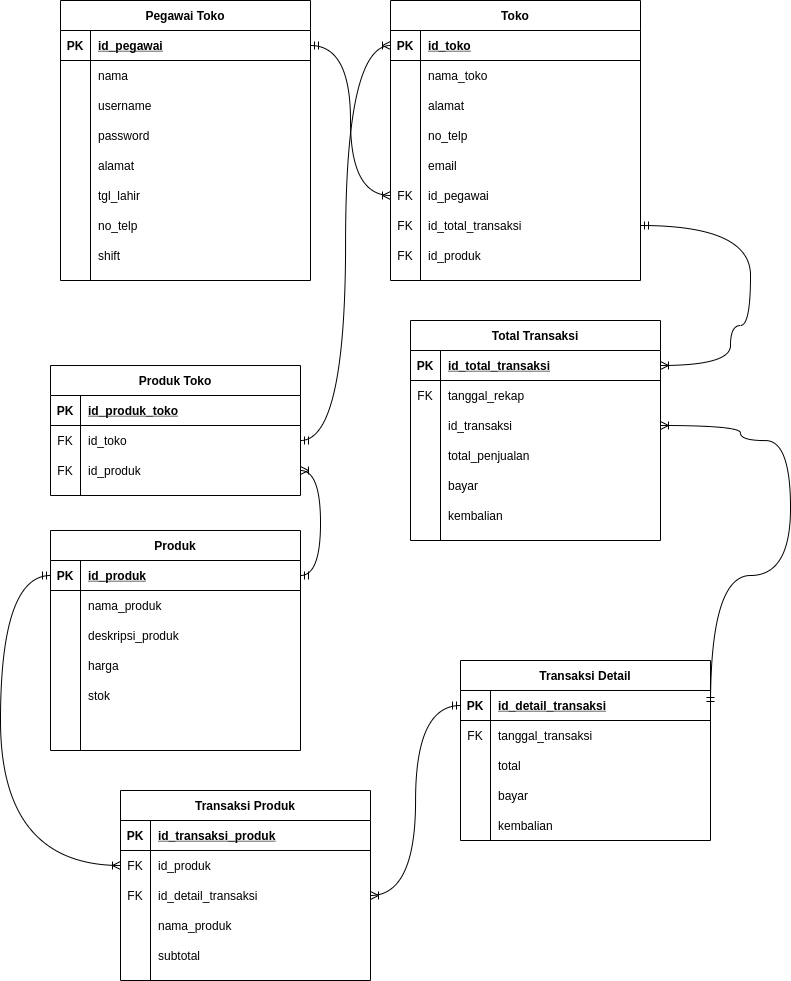 Pegawai Toko
PK id_pegawai
nama
username
password
alamat
tgl_lahir
no_telp
shift
Toko
PK id_toko
nama_toko
alamat
no_telp
email
FK id_pegawai
FK id_total_transaksi
FK id_produk
Total Transaksi
PK id_total_transaksi
FK tanggal_rekap
id_transaksi
total_penjualan
bayar
kembalian
Produk Toko
PK id_produk_toko
FK id_toko
FK id_produk
Produk
PK id_produk
nama_produk
deskripsi_produk
harga
stok
Transaksi Detail
PK id_detail_transaksi
FK tanggal_transaksi
total
bayar
kembalian
Transaksi Produk
PK id_transaksi_produk
FK id_produk
FK id_detail_transaksi
nama_produk
subtotal